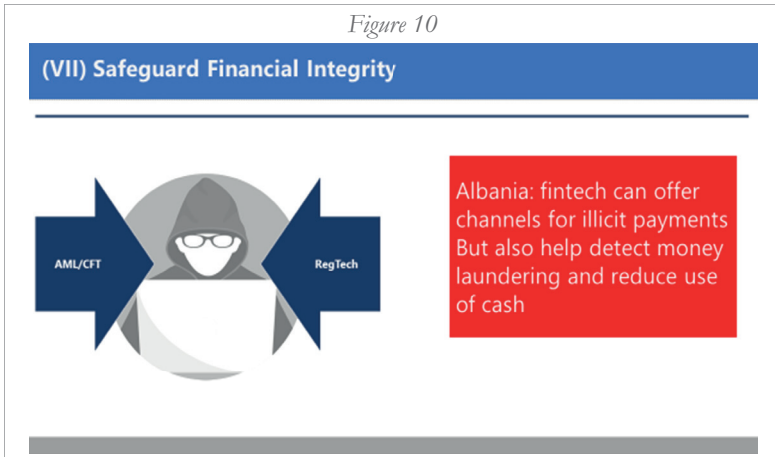 Figure 10
(VII) Safeguard Financial Integrity
AML/CFT
RegTech
Albania: fintech can offer
channels for illicit payments
But also help detect money
laundering and reduce use
of cash